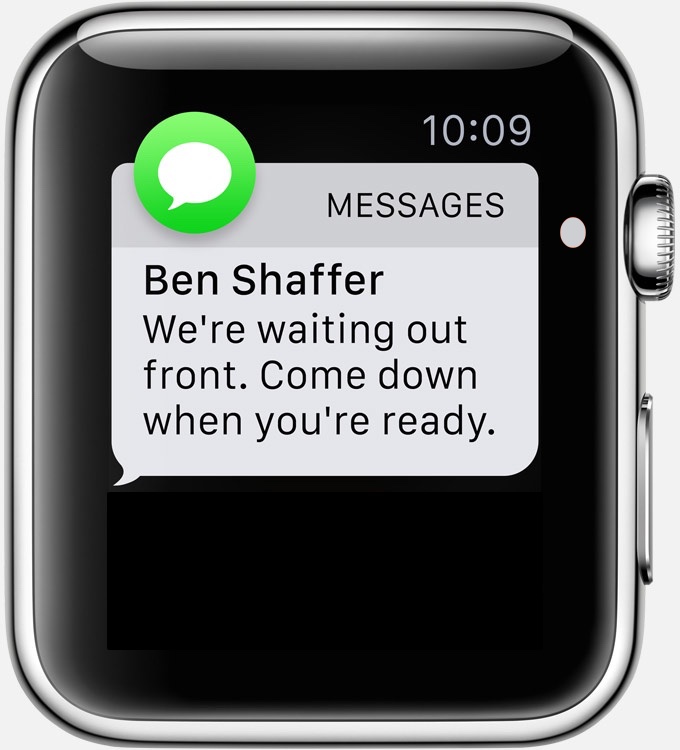 10:09
MESSAGES
Ben Shaffer
We're waiting out
front. Come down
when you're ready.